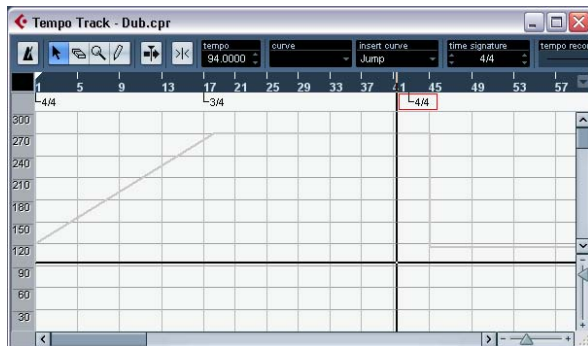 Tempo Track - Dub.cpr
tempo curve insert curve time signature tempo reco
94.0000 Jump 4/4
1 5 9 13 17 21 25 29 33 37 41 45 49 53 57
4/4 3/4 4/4
300
270
240
210
180
150
120
90
60
30